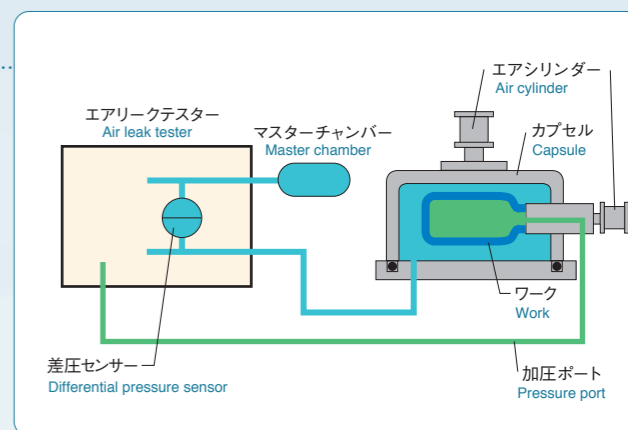 エアシリンダー
Air cylinder
エアリークテスター
Air leak tester
マスターチャンバー
Master chamber
カプセル
Capsule
ワーク
Work
差圧センサー
Differential pressure sensor
加圧ポート
Pressure port